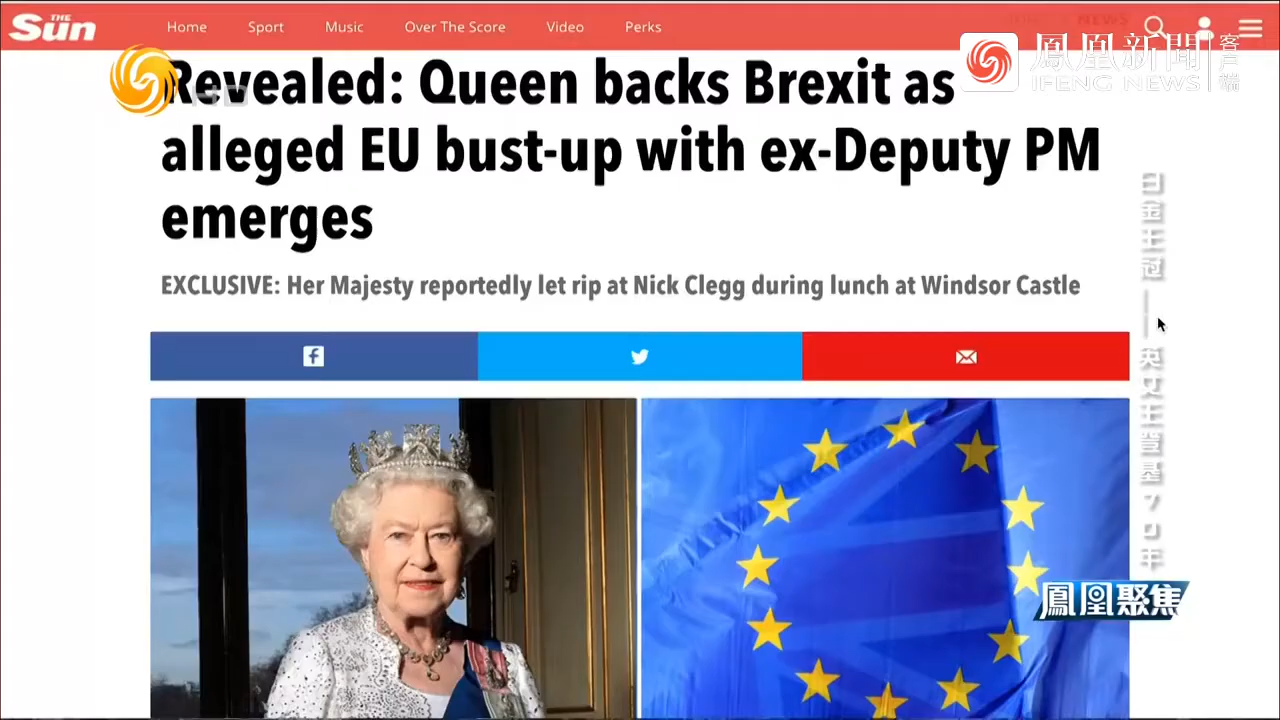 THE
Sun
Home
Sport
Music
Over The Score
Video
Perks
NEWS
鳳凰新聞
IFENG NEWS
客戶端
HD
Revealed: Queen backs Brexit as
alleged EU bust-up with ex-Deputy PM
emerges
EXCLUSIVE: Her Majesty reportedly let rip at Nick Clegg during lunch at Windsor Castle
白金王冠——英女王登基70年
鳳凰聚焦